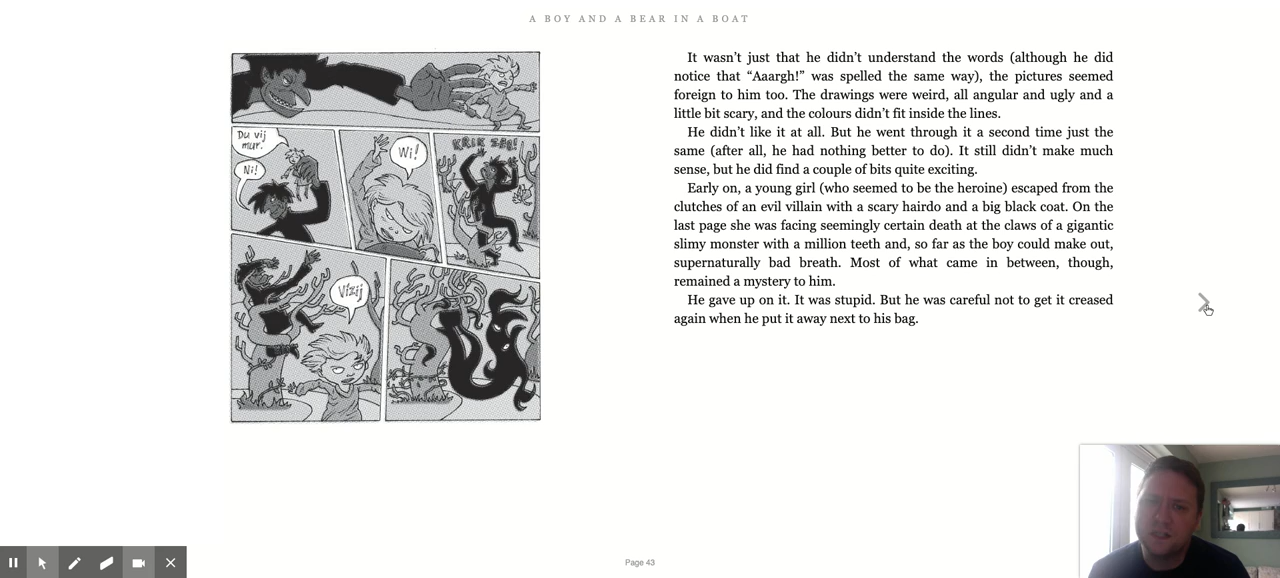 A BOY AND A BEAR IN A BOAT
Du vij
mur!
Ni!
Wi!
Vizij
It wasn’t just that he didn’t understand the words (although he did
notice that “Aaargh!” was spelled the same way), the pictures seemed
foreign to him too. The drawings were weird, all angular and ugly and a
little bit scary, and the colours didn’t fit inside the lines.
He didn’t like it at all. But he went through it a second time just the
same (after all, he had nothing better to do). It still didn’t make much
sense, but he did find a couple of bits quite exciting.
Early on, a young girl (who seemed to be the heroine) escaped from the
clutches of an evil villain with a scary hairdo and a big black coat. On the
last page she was facing seemingly certain death at the claws of a gigantic
slimy monster with a million teeth and, so far as the boy could make out,
supernaturally bad breath. Most of what came in between, though,
remained a mystery to him.
He gave up on it. It was stupid. But he was careful not to get it creased
again when he put it away next to his bag.
Page 43